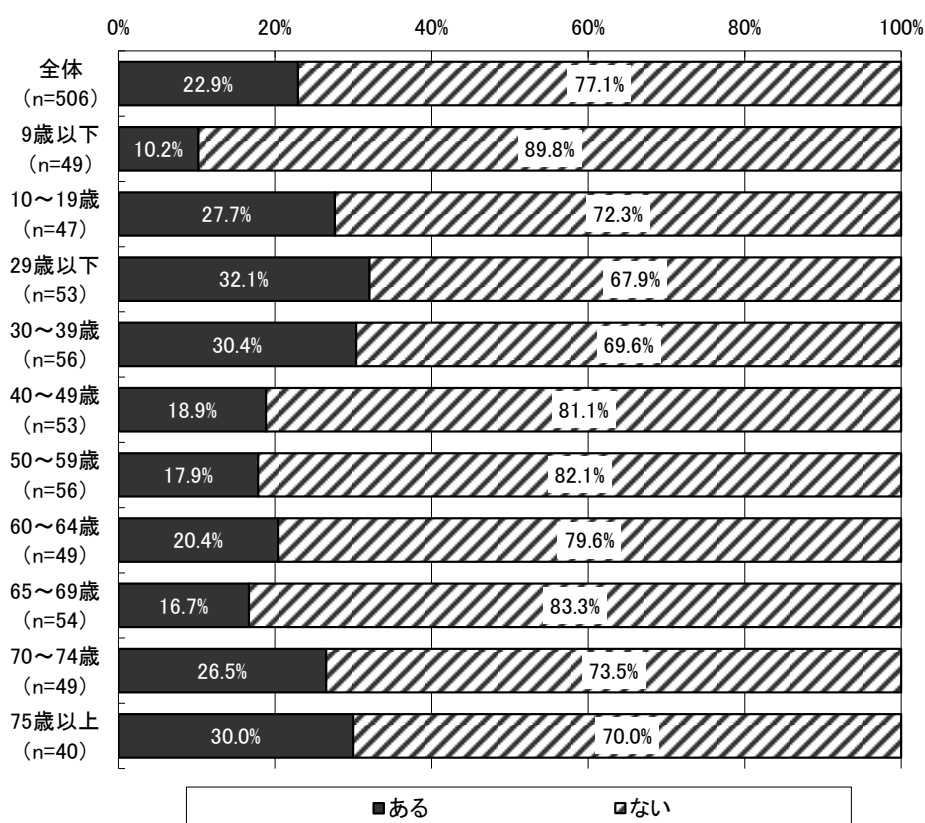 0% 20% 40% 60% 80% 100%
全体
（n=506）
22.9% 77.1%
9歳以下
（n=49）
10.2% 89.8%
10～19歳
（n=47）
27.7% 72.3%
29歳以下
（n=53）
32.1% 67.9%
30～39歳
（n=56）
30.4% 69.6%
40～49歳
（n=53）
18.9% 81.1%
50～59歳
（n=56）
17.9% 82.1%
60～64歳
（n=49）
20.4% 79.6%
65～69歳
（n=54）
16.7% 83.3%
70～74歳
（n=49）
26.5% 73.5%
75歳以上
（n=40）
30.0% 70.0%
ある ない